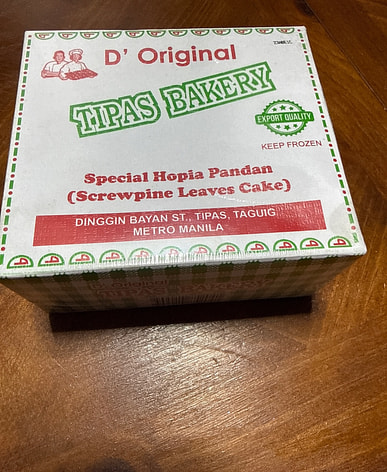 D' Original
TIPAS BAKERY
EXPORT QUALITY
KEEP FROZEN
Special Hopia Pandan
(Screwpine Leaves Cake)
DINGGIN BAYAN ST., TIPAS, TAGUIG
METRO MANILA